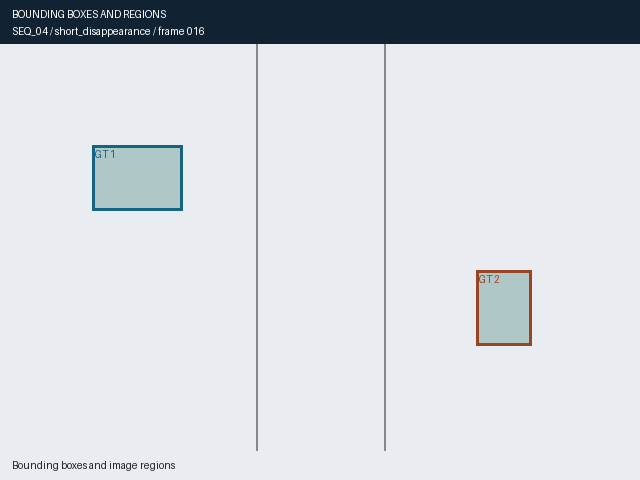 BOUNDING BOXES AND REGIONS
SEQ_04 / short_disappearance / frame 016
GT1
GT2
Bounding boxes and image regions